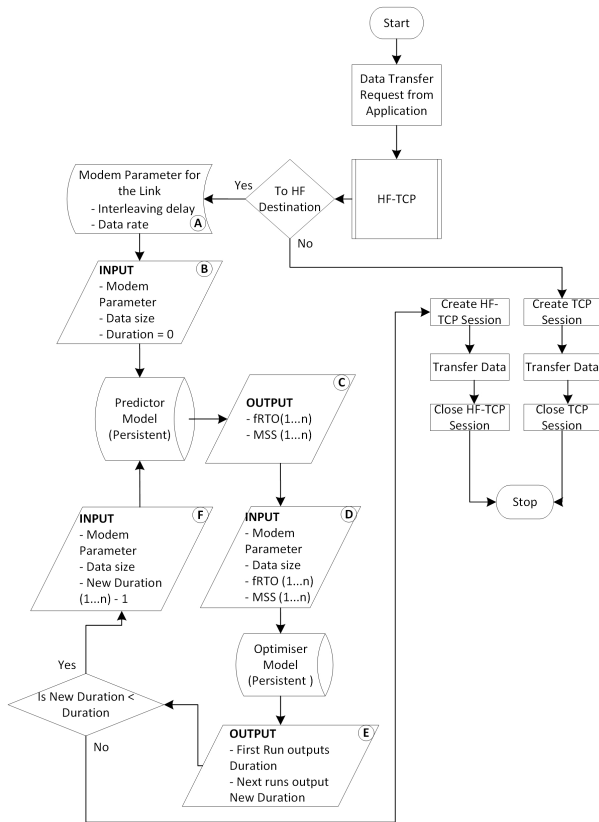 Start
Data Transfer
Request from
Application
HF-TCP
To HF
Destination
Yes
No
Modem Parameter for
the Link
- Interleaving delay
- Data rate
A
INPUT
- Modem
Parameter
- Data size
- Duration = 0
B
Predictor
Model
(Persistent)
OUTPUT
- fRTO(1...n)
- MSS (1...n)
C
INPUT
- Modem
Parameter
- Data size
- fRTO (1...n)
- MSS (1...n)
D
Optimiser
Model
(Persistent )
OUTPUT
- First Run outputs
Duration
- Next runs output
New Duration
E
Is New Duration <
Duration
Yes
No
INPUT
- Modem
Parameter
- Data size
- New Duration
(1...n) - 1
F
Create HF-
TCP Session
Transfer Data
Close HF-TCP
Session
Create TCP
Session
Transfer Data
Close TCP
Session
Stop